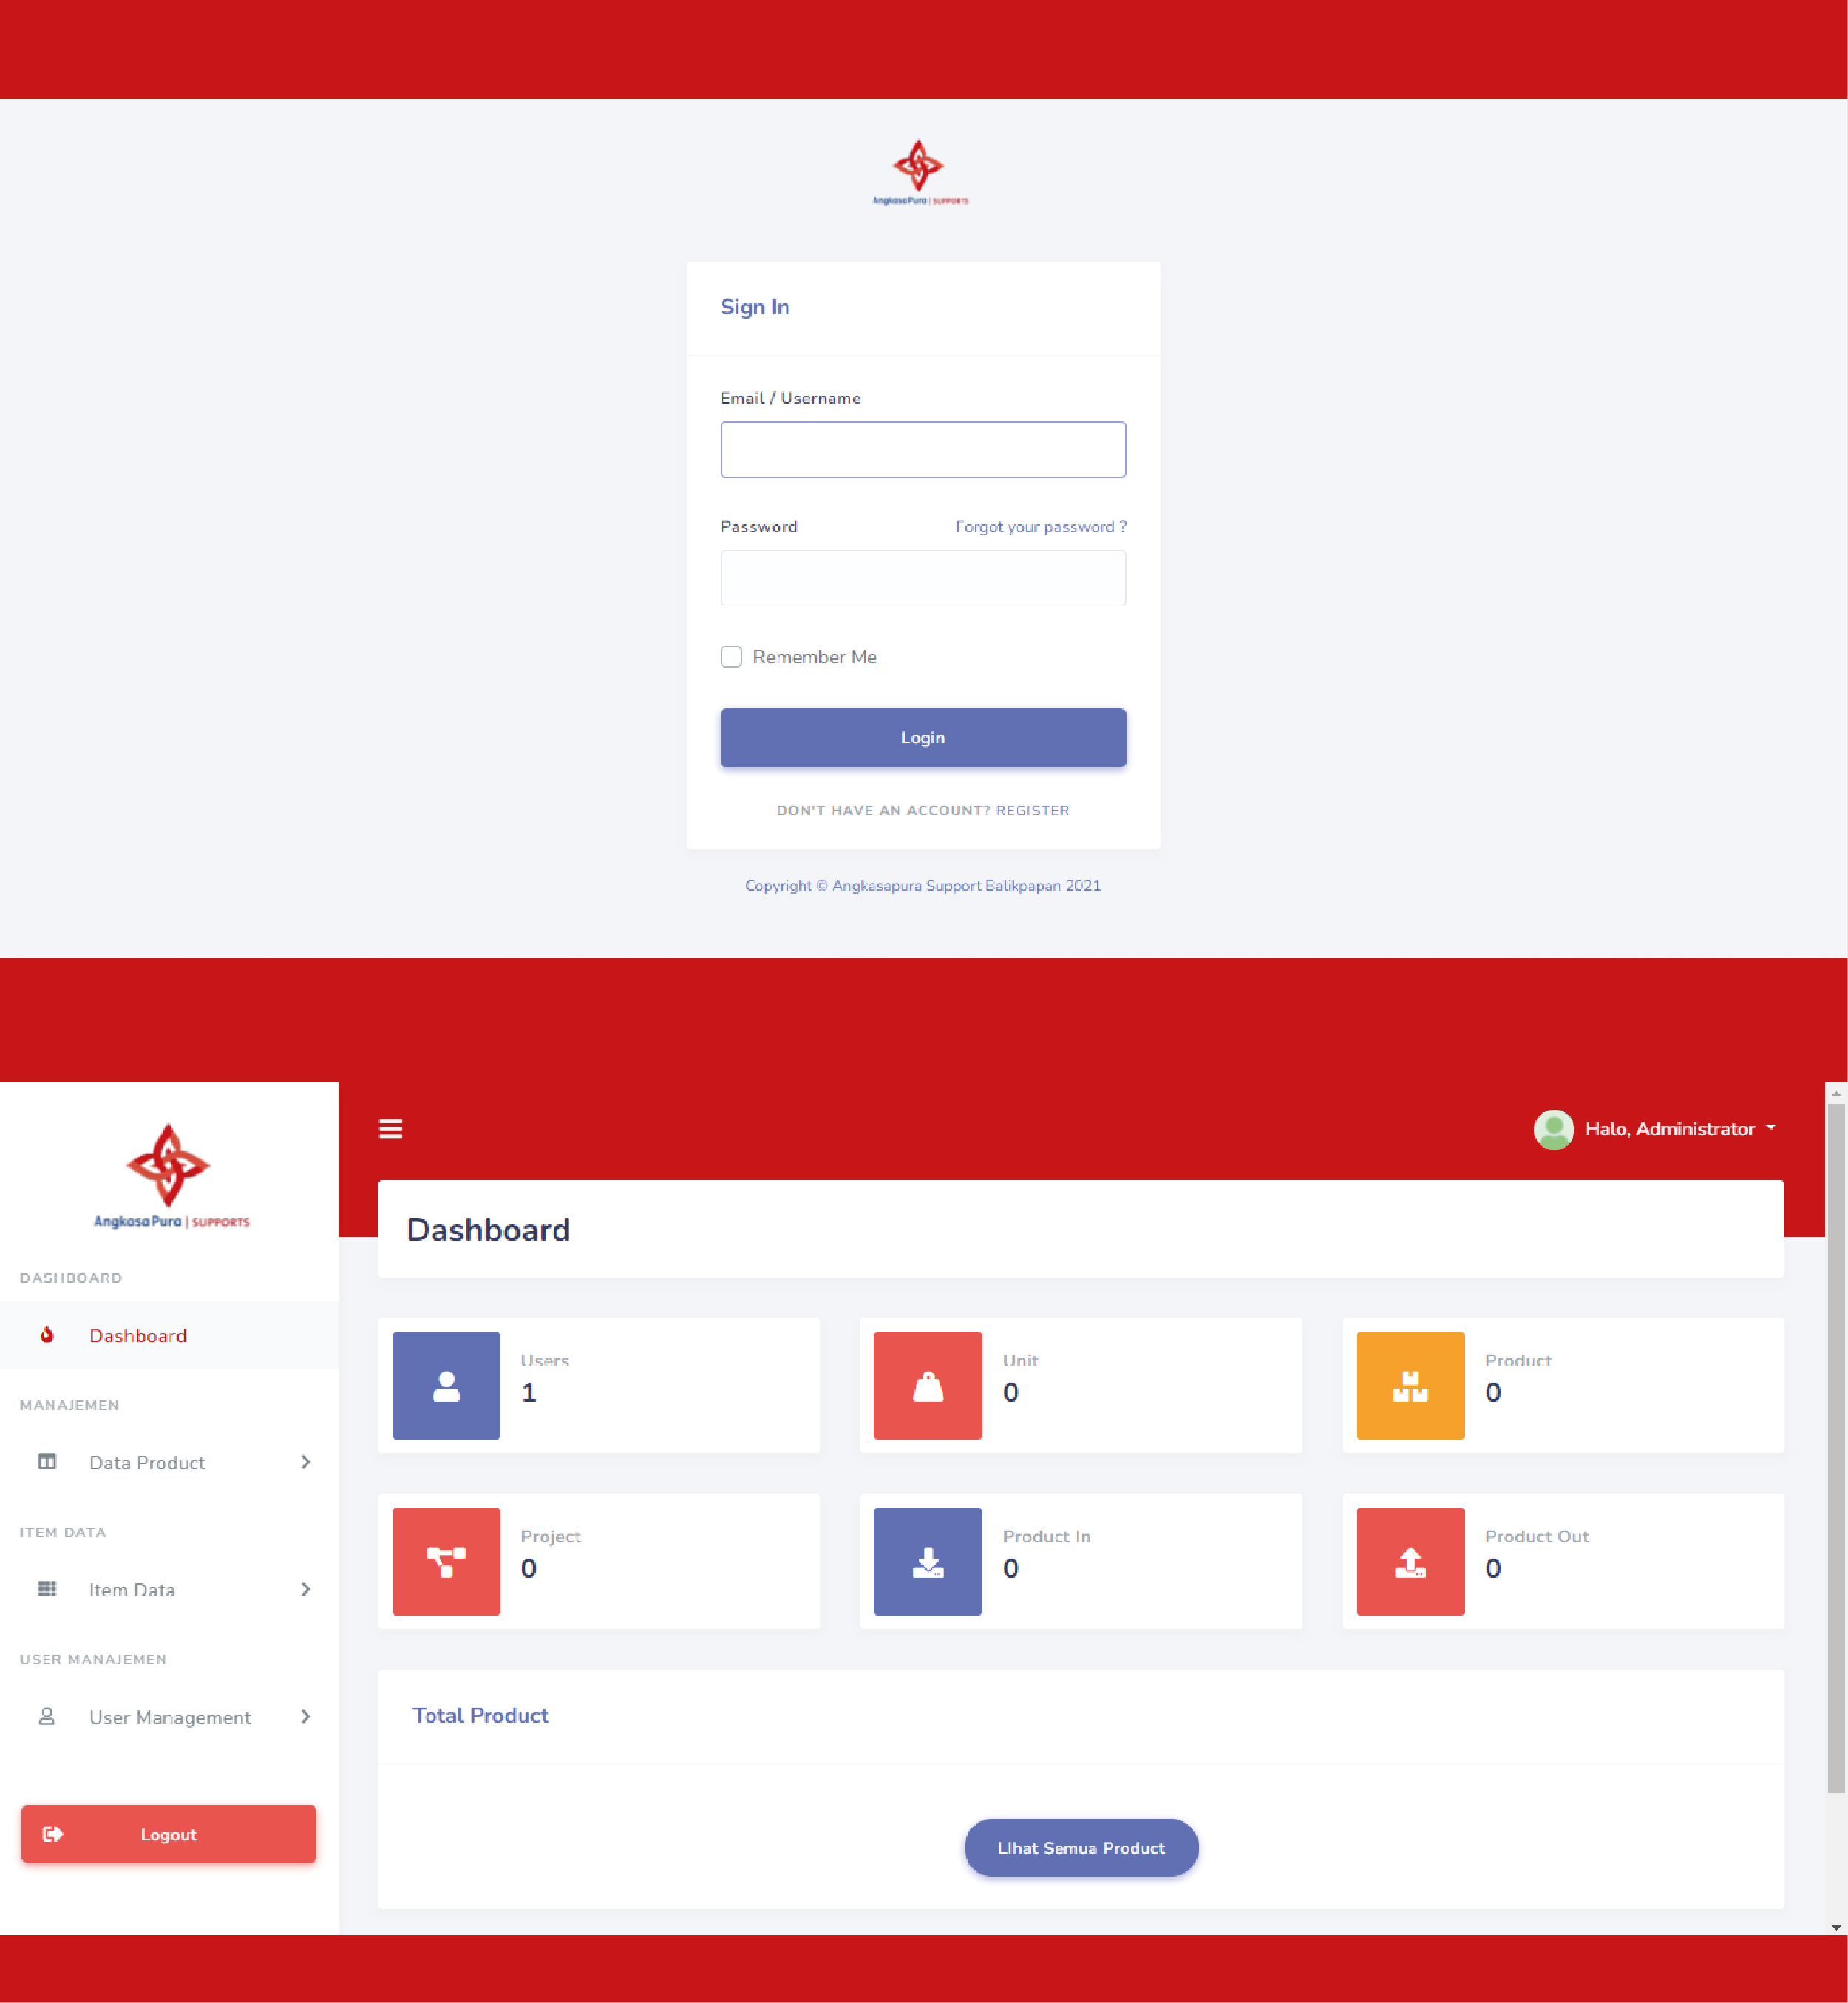 AngkasaPura | SUPPORTS
Sign In
Email / Username
Password
Forgot your password ?
Remember Me
Login
DON'T HAVE AN ACCOUNT? REGISTER
Copyright © Angkasapura Support Balikpapan 2021
AngkasaPura | SUPPORTS
Halo, Administrator
Dashboard
DASHBOARD
Dashboard
MANAJEMEN
Data Product
ITEM DATA
Item Data
USER MANAJEMEN
User Management
Logout
Users
1
Unit
0
Product
0
Project
0
Product In
0
Product Out
0
Total Product
LIhat Semua Product